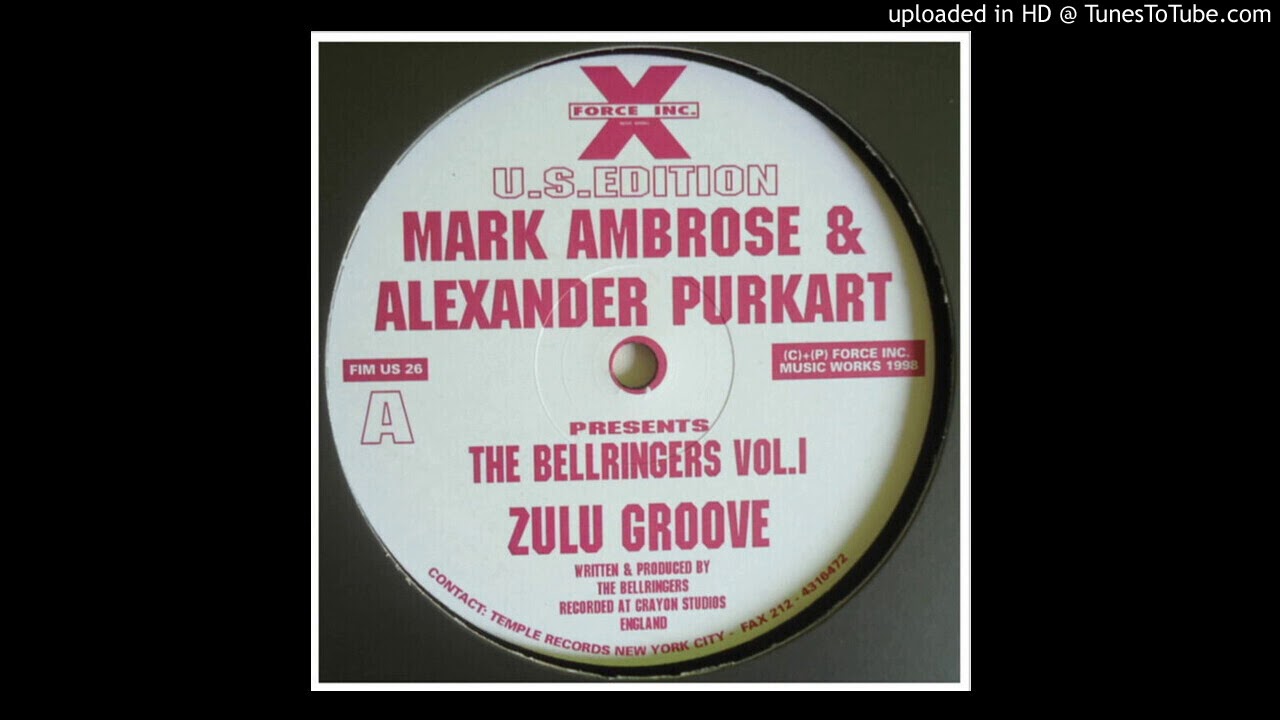 uploaded in HD @ TunesToTube.com
FORCE INC.
U.S.EDITION
MARK AMBROSE &
ALEXANDER PURKART
FIM US 26
(C)+(P) FORCE INC.
MUSIC WORKS 1998
A
PRESENTS
THE BELLRINGERS VOL.I
ZULU GROOVE
WRITTEN & PRODUCED BY
THE BELLRINGERS
RECORDED AT CRAYON STUDIOS
ENGLAND
CONTACT: TEMPLE RECORDS NEW YORK CITY - FAX 212 - 4310472